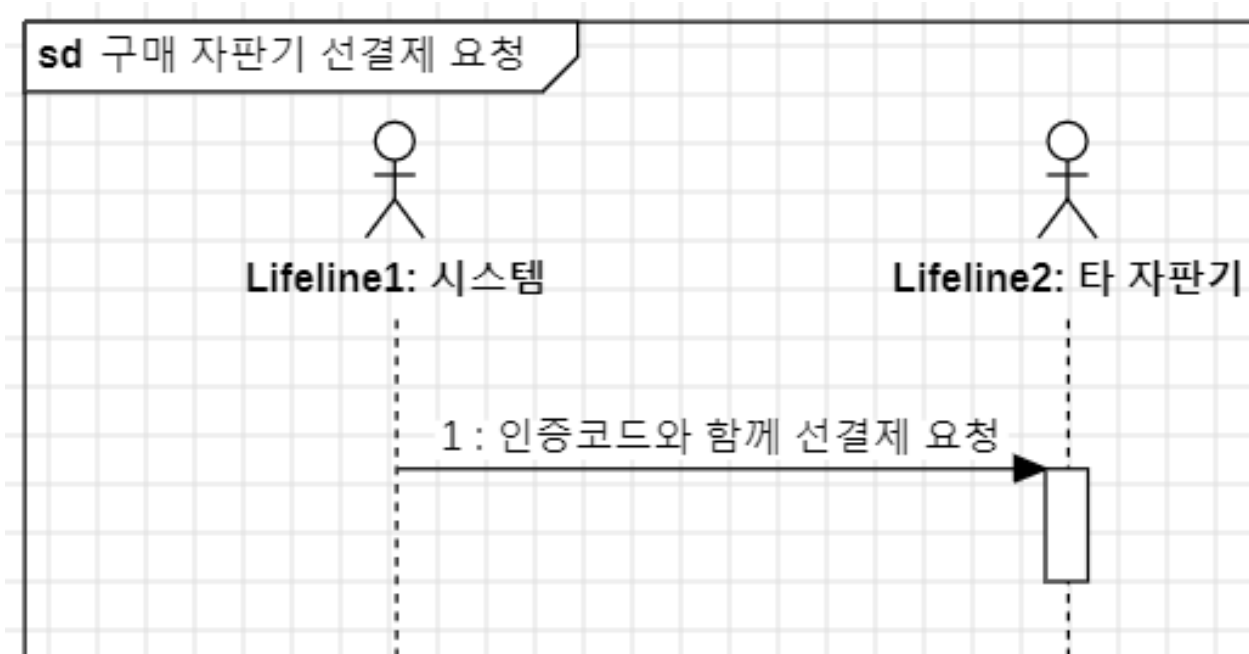 sd 구매 자판기 선결제 요청
Lifeline1: 시스템
Lifeline2: 타 자판기
1 : 인증코드와 함께 선결제 요청